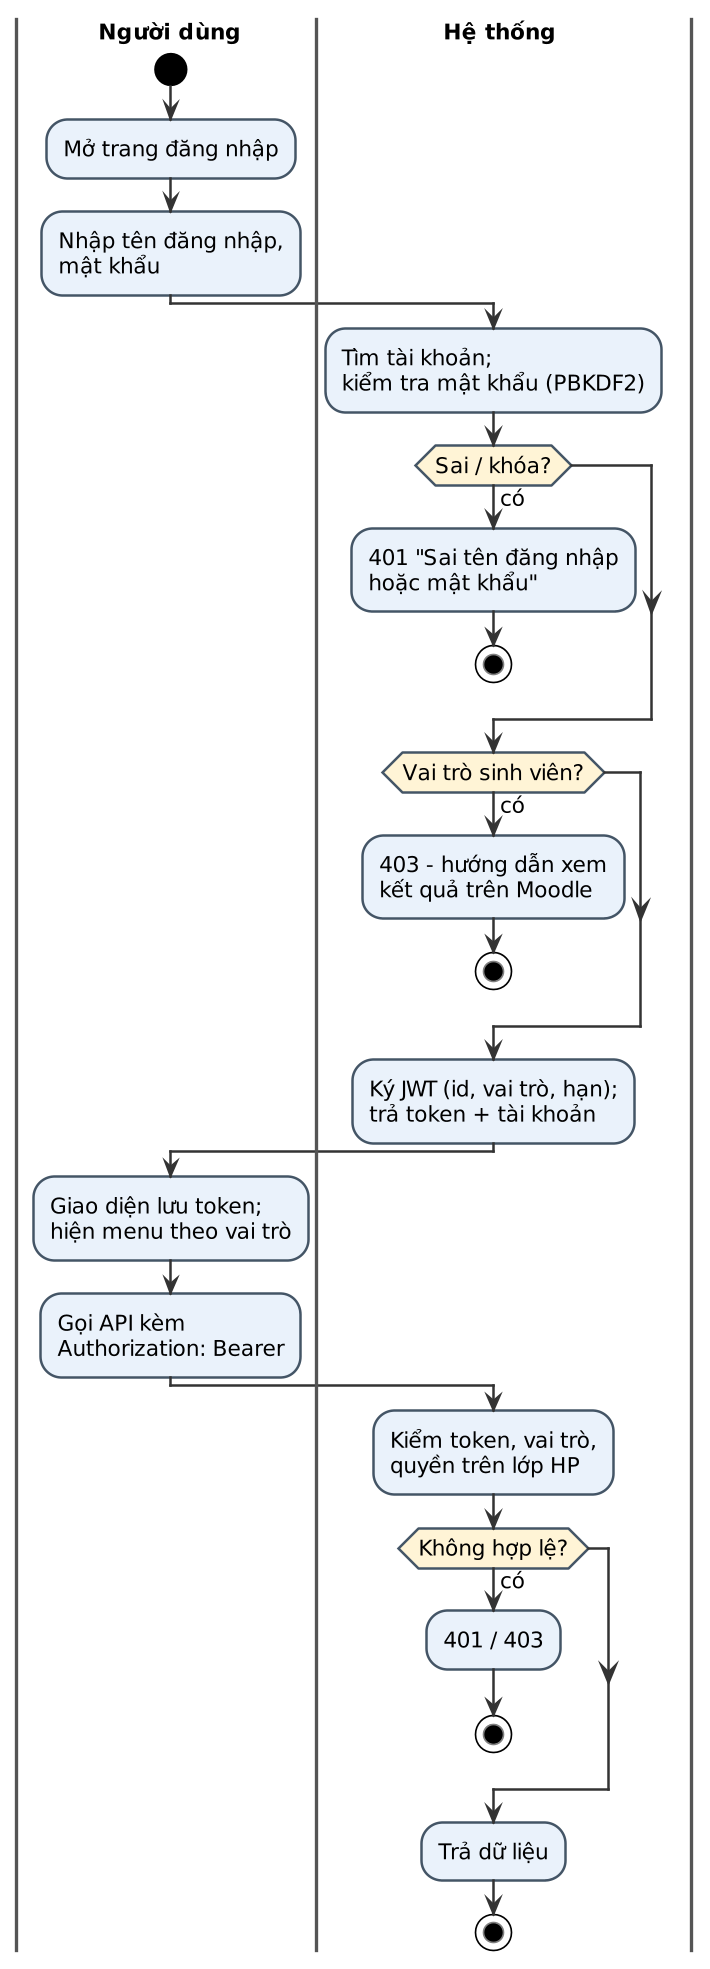 Người dùng
Hệ thống
Mở trang đăng nhập
Nhập tên đăng nhập,
mật khẩu
Tìm tài khoản;
kiểm tra mật khẩu (PBKDF2)
Sai / khóa?
có
401 "Sai tên đăng nhập
hoặc mật khẩu"
Vai trò sinh viên?
có
403 - hướng dẫn xem
kết quả trên Moodle
Ký JWT (id, vai trò, hạn);
trả token + tài khoản
Giao diện lưu token;
hiện menu theo vai trò
Gọi API kèm
Authorization: Bearer
Kiểm token, vai trò,
quyền trên lớp HP
Không hợp lệ?
có
401 / 403
Trả dữ liệu